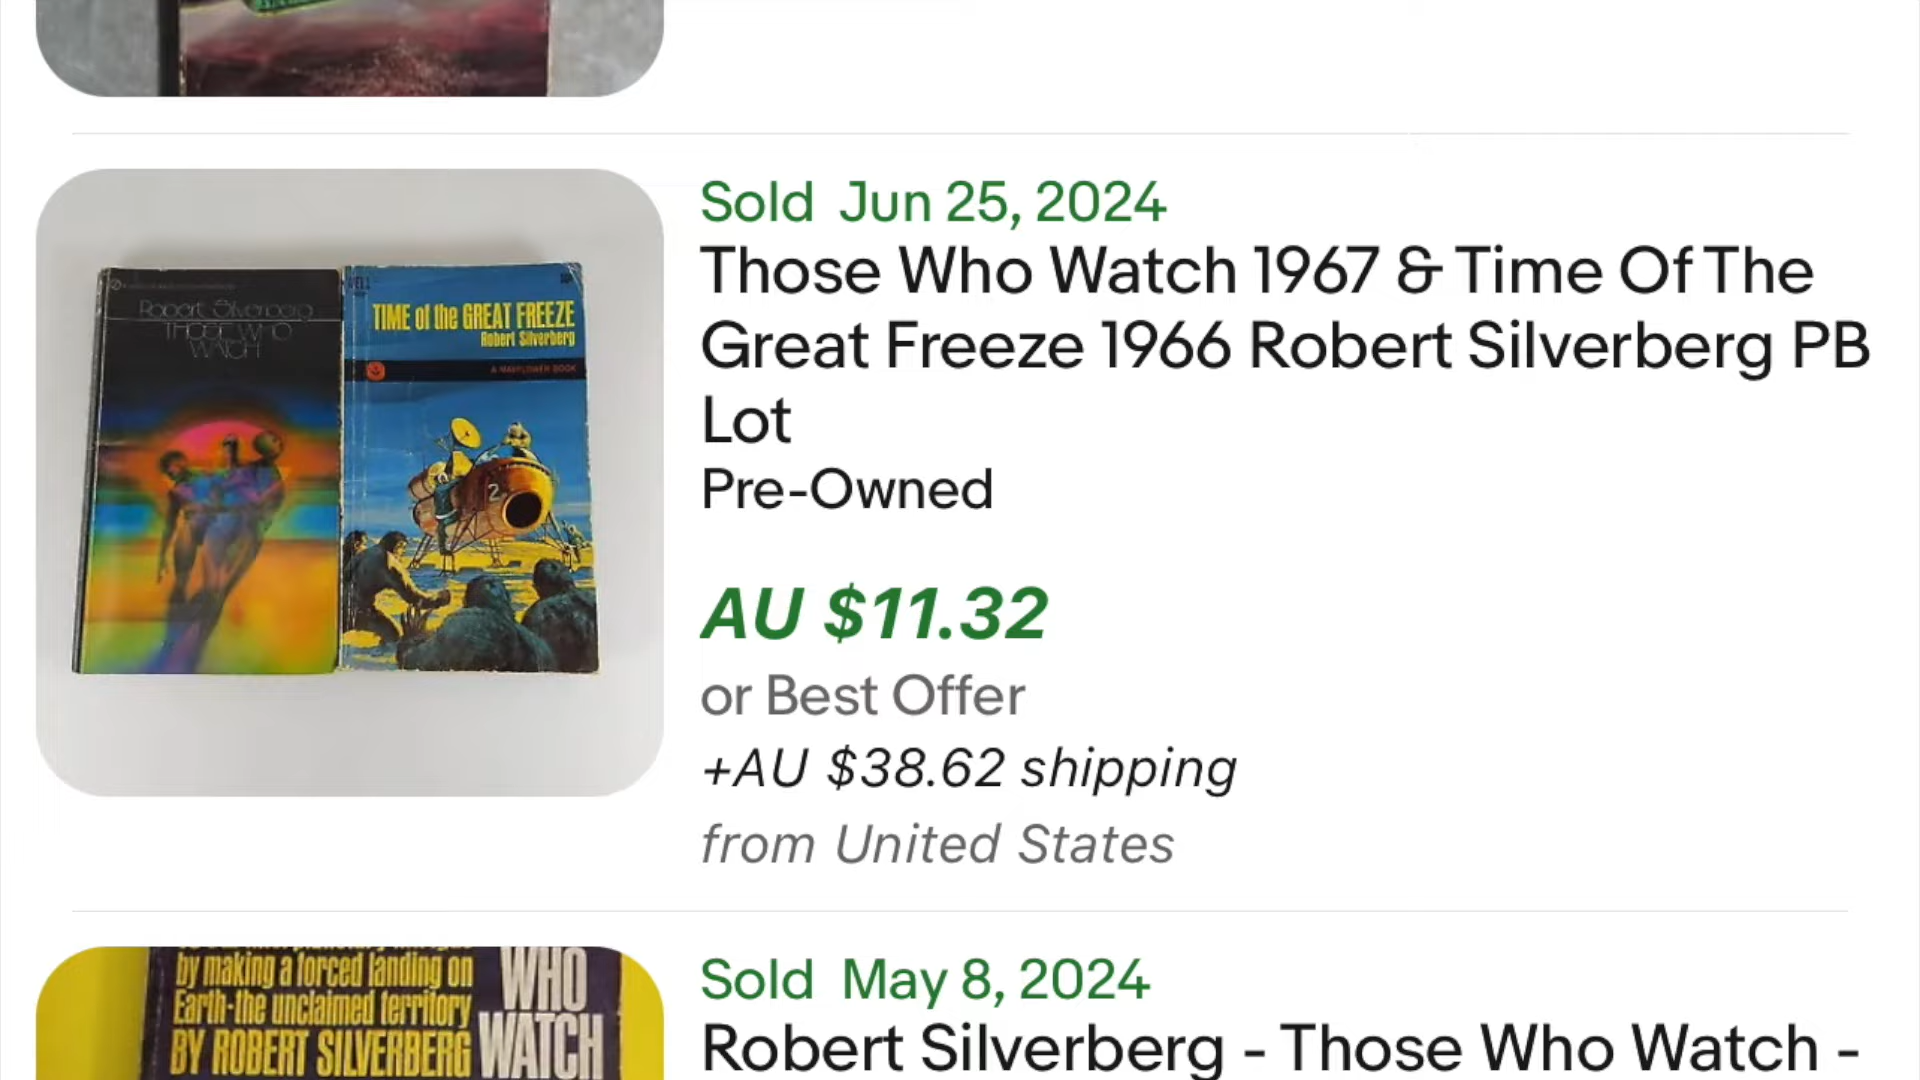 Sold Jun 25, 2024
Those Who Watch 1967 & Time Of The
Great Freeze 1966 Robert Silverberg PB
Lot
Pre-Owned
AU $11.32
or Best Offer
+AU $38.62 shipping
from United States
Robert Silverberg
THOSE WHO
WATCH
TIME of the GREAT FREEZE
Robert Silverberg
A MAYFLOWER BOOK
2
Sold May 8, 2024
Robert Silverberg - Those Who Watch -
by making a forced landing on
Earth-the unclaimed territory
BY ROBERT SILVERBERG
WHO
WATCH